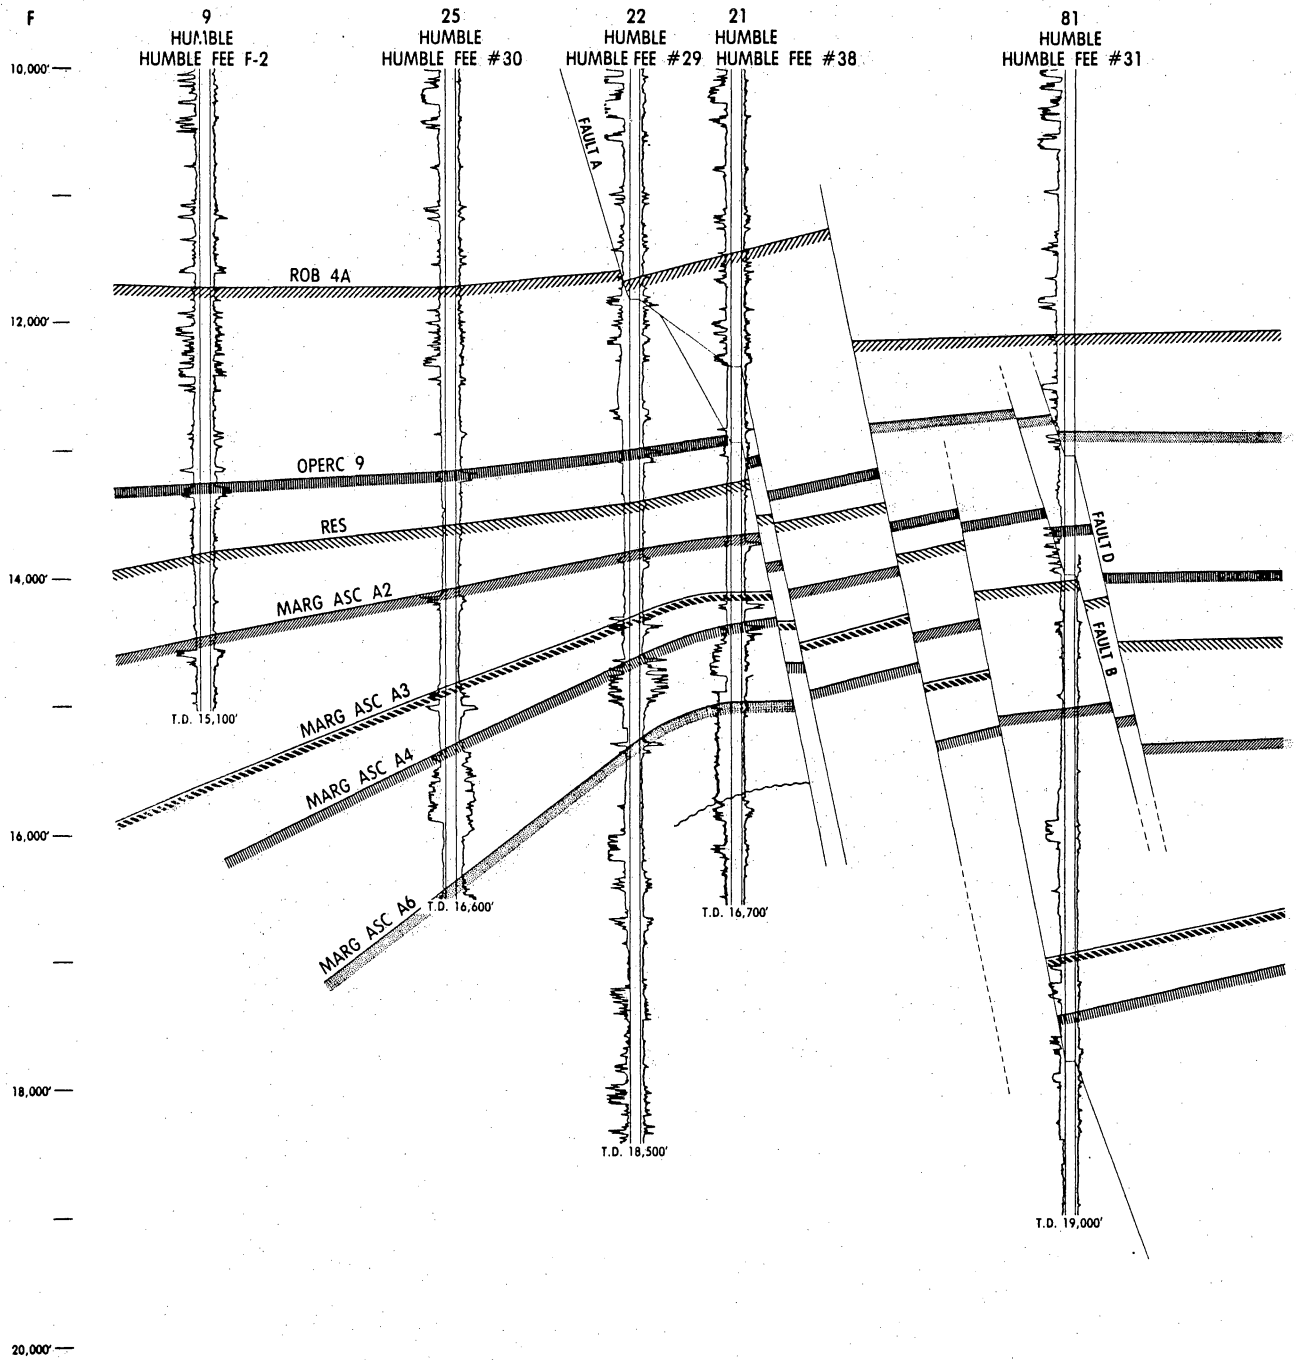 F
9
HUMBLE
HUMBLE FEE F-2
25
HUMBLE
HUMBLE FEE #30
22
HUMBLE
HUMBLE FEE #29
21
HUMBLE
HUMBLE FEE #38
81
HUMBLE
HUMBLE FEE #31
10,000'
FAULT A
ROB 4A
12,000'
OPERC 9
RES
FAULT D
14,000'
MARG ASC A2
FAULT B
MARG ASC A3
T.D. 15,100'
MARG ASC A4
16,000'
MARG ASC A6
T.D. 16,600'
T.D. 16,700'
18,000'
T.D. 18,500'
T.D. 19,000'
20,000'